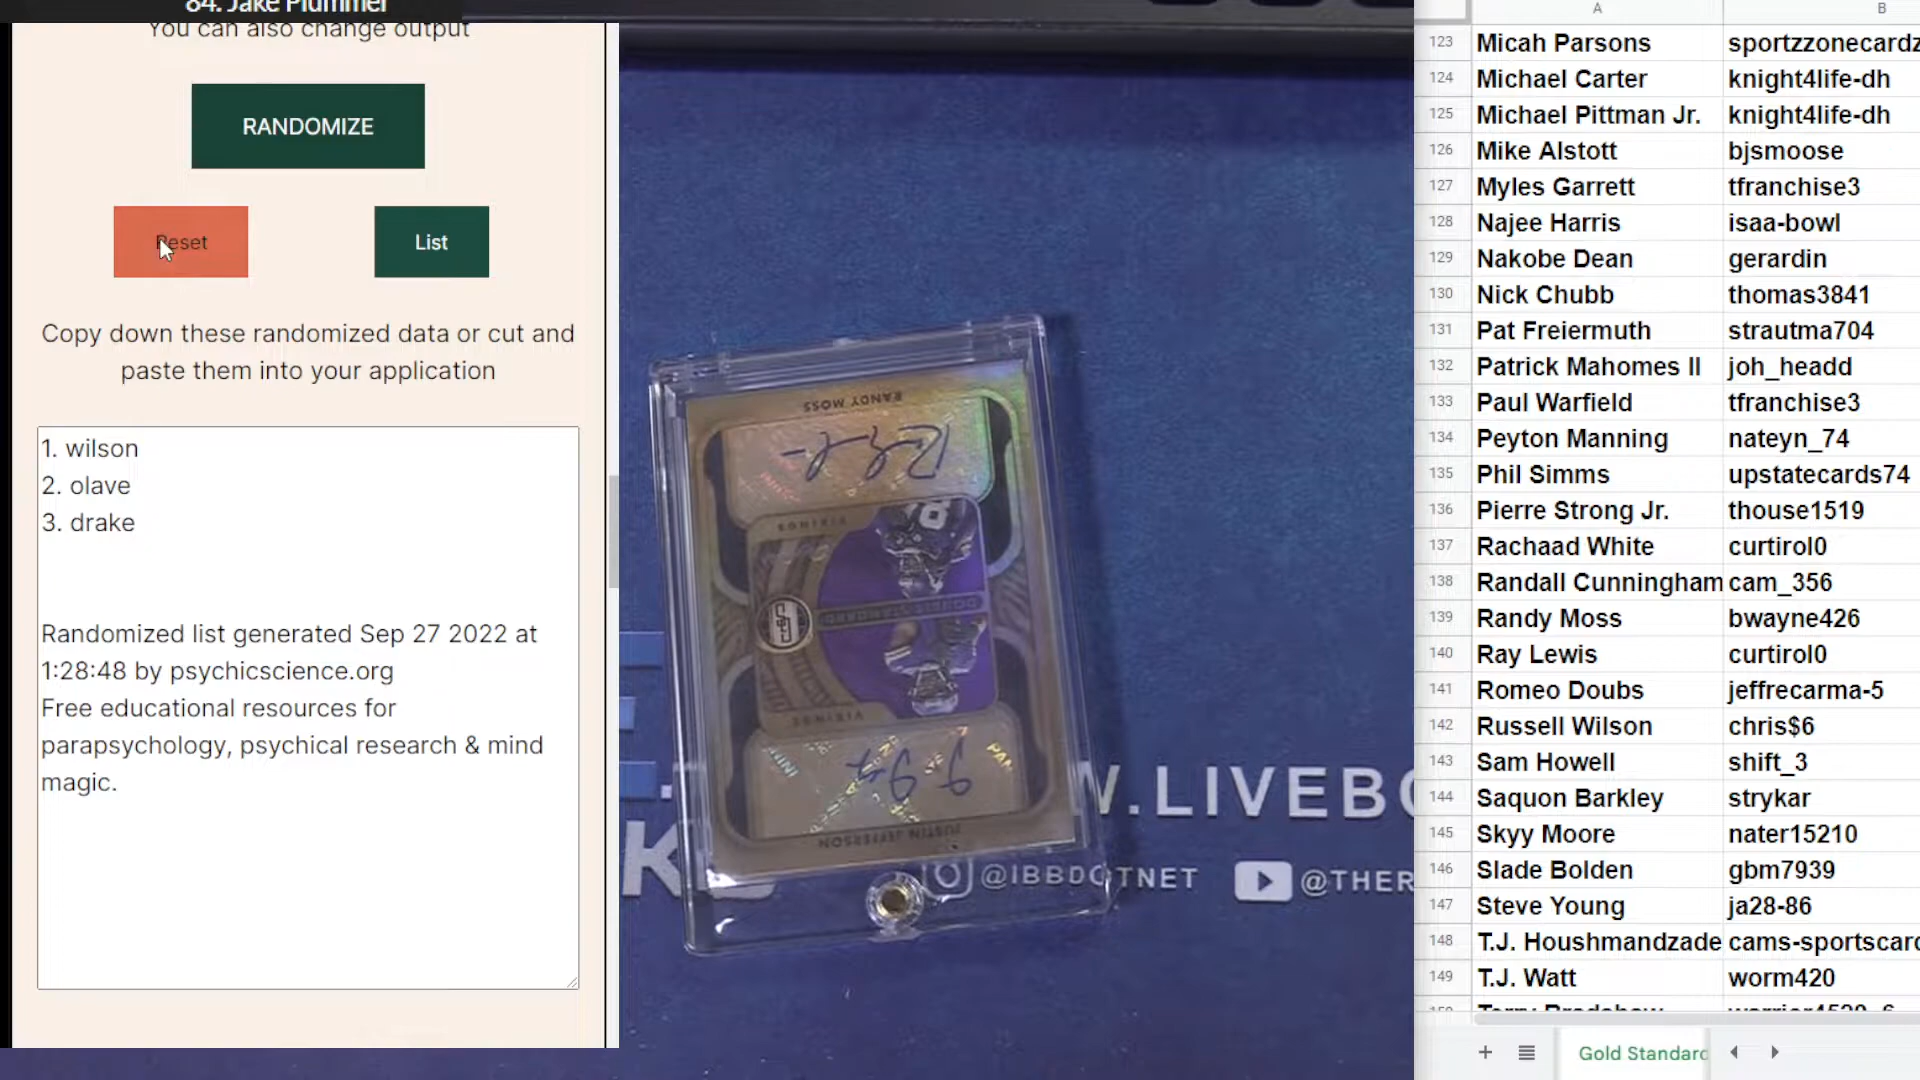 84. Jake Plummer
You can also change output
RANDOMIZE
Reset
List
Copy down these randomized data or cut and
paste them into your application
1. wilson
2. olave
3. drake
Randomized list generated Sep 27 2022 at
1:28:48 by psychicscience.org
Free educational resources for
parapsychology, psychical research & mind
magic.
RANDY MOSS
VIKINGS
VIKINGS
JUSTIN JEFFERSON
W.LIVEBO
@IBBDOTNET
@THER
A B
123 Micah Parsons sportzzonecardz
124 Michael Carter knight4life-dh
125 Michael Pittman Jr. knight4life-dh
126 Mike Alstott bjsmoose
127 Myles Garrett tfranchise3
128 Najee Harris isaa-bowl
129 Nakobe Dean gerardin
130 Nick Chubb thomas3841
131 Pat Freiermuth strautma704
132 Patrick Mahomes II joh_headd
133 Paul Warfield tfranchise3
134 Peyton Manning nateyn_74
135 Phil Simms upstatecards74
136 Pierre Strong Jr. thouse1519
137 Rachaad White curtirol0
138 Randall Cunningham cam_356
139 Randy Moss bwayne426
140 Ray Lewis curtirol0
141 Romeo Doubs jeffrecarma-5
142 Russell Wilson chris$6
143 Sam Howell shift_3
144 Saquon Barkley strykar
145 Skyy Moore nater15210
146 Slade Bolden gbm7939
147 Steve Young ja28-86
148 T.J. Houshmandzade cams-sportscard
149 T.J. Watt worm420
Gold Standard